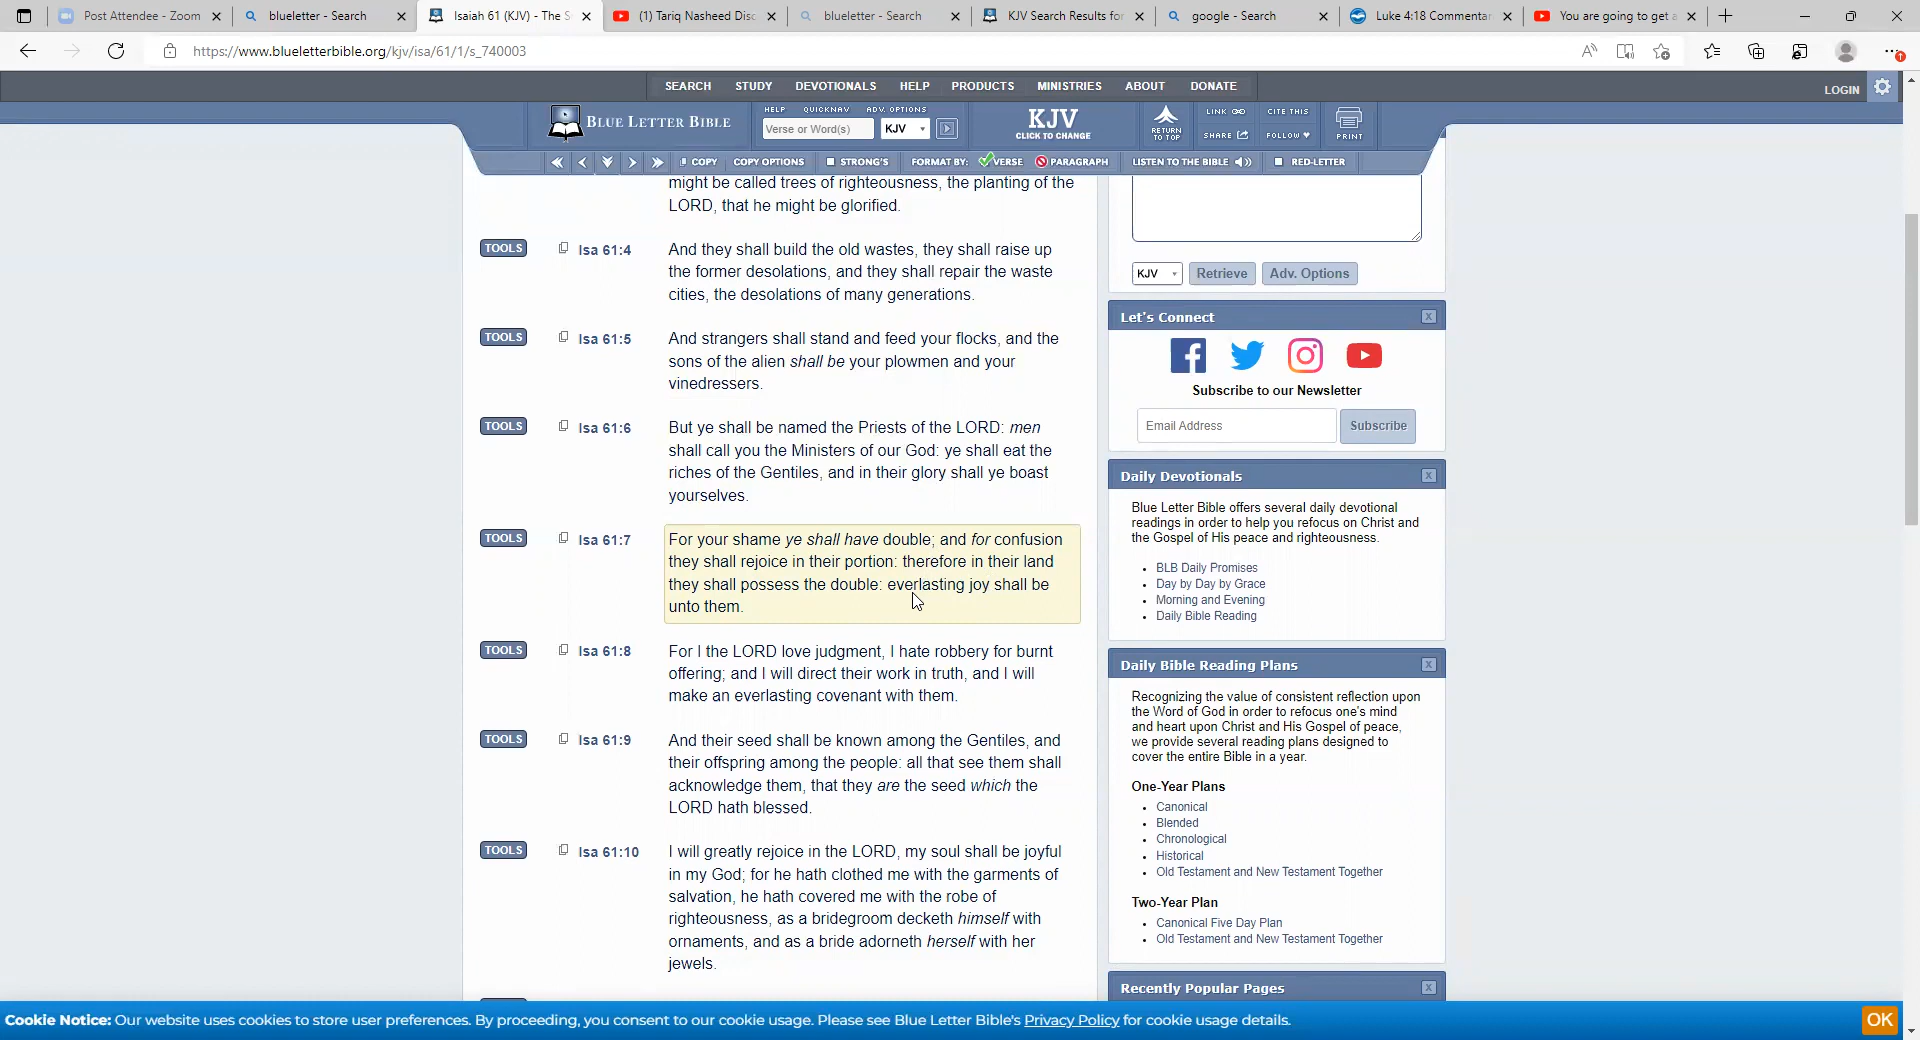 Post Attendee - Zoom
blueletter - Search
Isaiah 61 (KJV) - The S
(1) Tariq Nasheed Disc
blueletter - Search
KJV Search Results for
google - Search
Luke 4:18 Commentar
You are going to get a
https://www.blueletterbible.org/kjv/isa/61/1/s_740003
SEARCH STUDY DEVOTIONALS HELP PRODUCTS MINISTRIES ABOUT DONATE
LOGIN
BLUE LETTER BIBLE
HELP QUICKNAV ADV. OPTIONS
Verse or Word(s) KJV
KJV
CLICK TO CHANGE
RETURN
TO TOP
LINK
CITE THIS
SHARE
FOLLOW
PRINT
COPY COPY OPTIONS STRONG'S FORMAT BY: VERSE PARAGRAPH LISTEN TO THE BIBLE RED-LETTER
might be called trees of righteousness, the planting of the
LORD, that he might be glorified.
TOOLS Isa 61:4 And they shall build the old wastes, they shall raise up
the former desolations, and they shall repair the waste
cities, the desolations of many generations.
TOOLS Isa 61:5 And strangers shall stand and feed your flocks, and the
sons of the alien shall be your plowmen and your
vinedressers.
TOOLS Isa 61:6 But ye shall be named the Priests of the LORD: men
shall call you the Ministers of our God: ye shall eat the
riches of the Gentiles, and in their glory shall ye boast
yourselves.
TOOLS Isa 61:7 For your shame ye shall have double; and for confusion
they shall rejoice in their portion: therefore in their land
they shall possess the double: everlasting joy shall be
unto them.
TOOLS Isa 61:8 For I the LORD love judgment, I hate robbery for burnt
offering; and I will direct their work in truth, and I will
make an everlasting covenant with them.
TOOLS Isa 61:9 And their seed shall be known among the Gentiles, and
their offspring among the people: all that see them shall
acknowledge them, that they are the seed which the
LORD hath blessed.
TOOLS Isa 61:10 I will greatly rejoice in the LORD, my soul shall be joyful
in my God; for he hath clothed me with the garments of
salvation, he hath covered me with the robe of
righteousness, as a bridegroom decketh himself with
ornaments, and as a bride adorneth herself with her
jewels.
KJV Retrieve Adv. Options
Let's Connect
Subscribe to our Newsletter
Email Address Subscribe
Daily Devotionals
Blue Letter Bible offers several daily devotional
readings in order to help you refocus on Christ and
the Gospel of His peace and righteousness.
BLB Daily Promises
Day by Day by Grace
Morning and Evening
Daily Bible Reading
Daily Bible Reading Plans
Recognizing the value of consistent reflection upon
the Word of God in order to refocus one's mind
and heart upon Christ and His Gospel of peace,
we provide several reading plans designed to
cover the entire Bible in a year.
One-Year Plans
Canonical
Blended
Chronological
Historical
Old Testament and New Testament Together
Two-Year Plan
Canonical Five Day Plan
Old Testament and New Testament Together
Recently Popular Pages
Cookie Notice: Our website uses cookies to store user preferences. By proceeding, you consent to our cookie usage. Please see Blue Letter Bible's Privacy Policy for cookie usage details.
OK